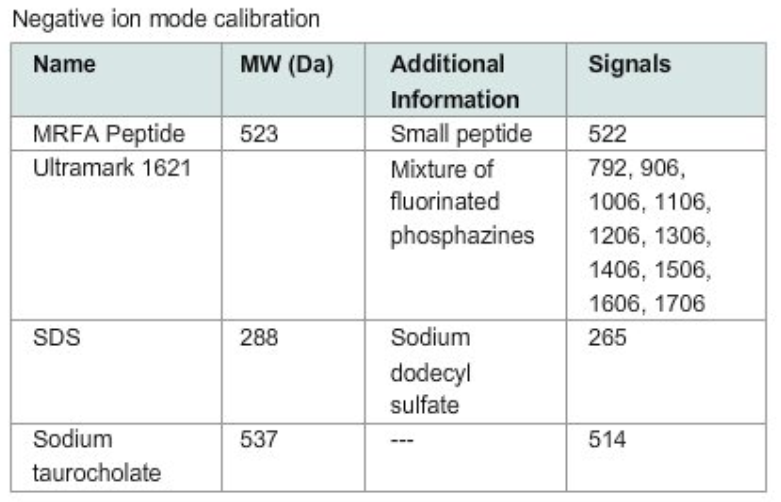 Negative ion mode calibration
Name MW (Da) Additional Information Signals
MRFA Peptide 523 Small peptide 522
Ultramark 1621 Mixture of 792, 906,
fluorinated 1006, 1106,
phosphazines 1206, 1306,
1406, 1506,
1606, 1706
SDS 288 Sodium 265
dodecyl
sulfate
Sodium 537 --- 514
taurocholate